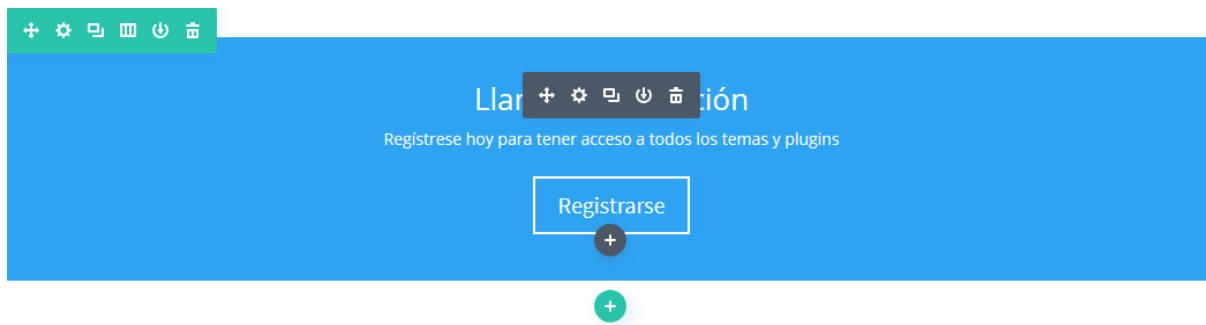 Regístrese hoy para tener acceso a todos los temas y plugins
Registrarse